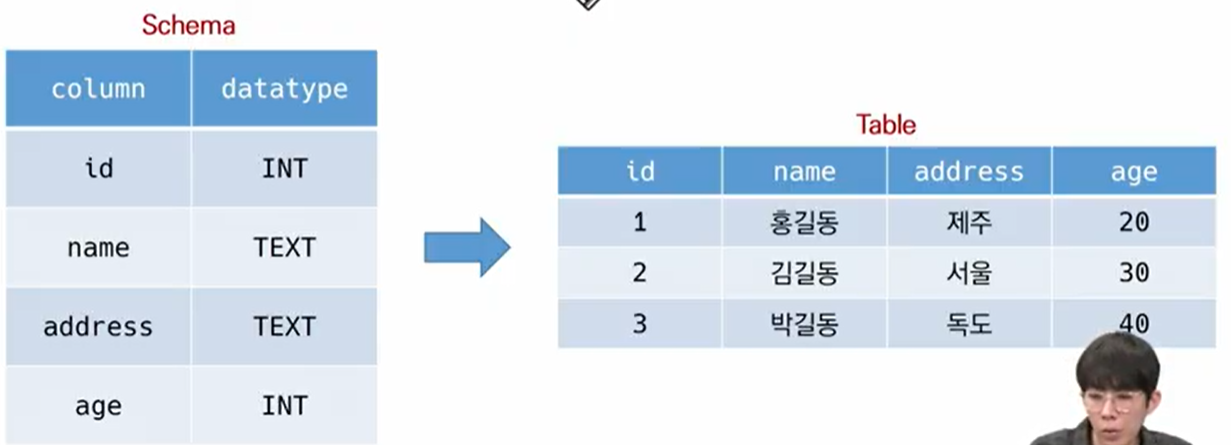 Schema
column datatype
id INT
name TEXT
address TEXT
age INT
Table
id name address age
1 홍길동 제주 20
2 김길동 서울 30
3 박길동 독도 40